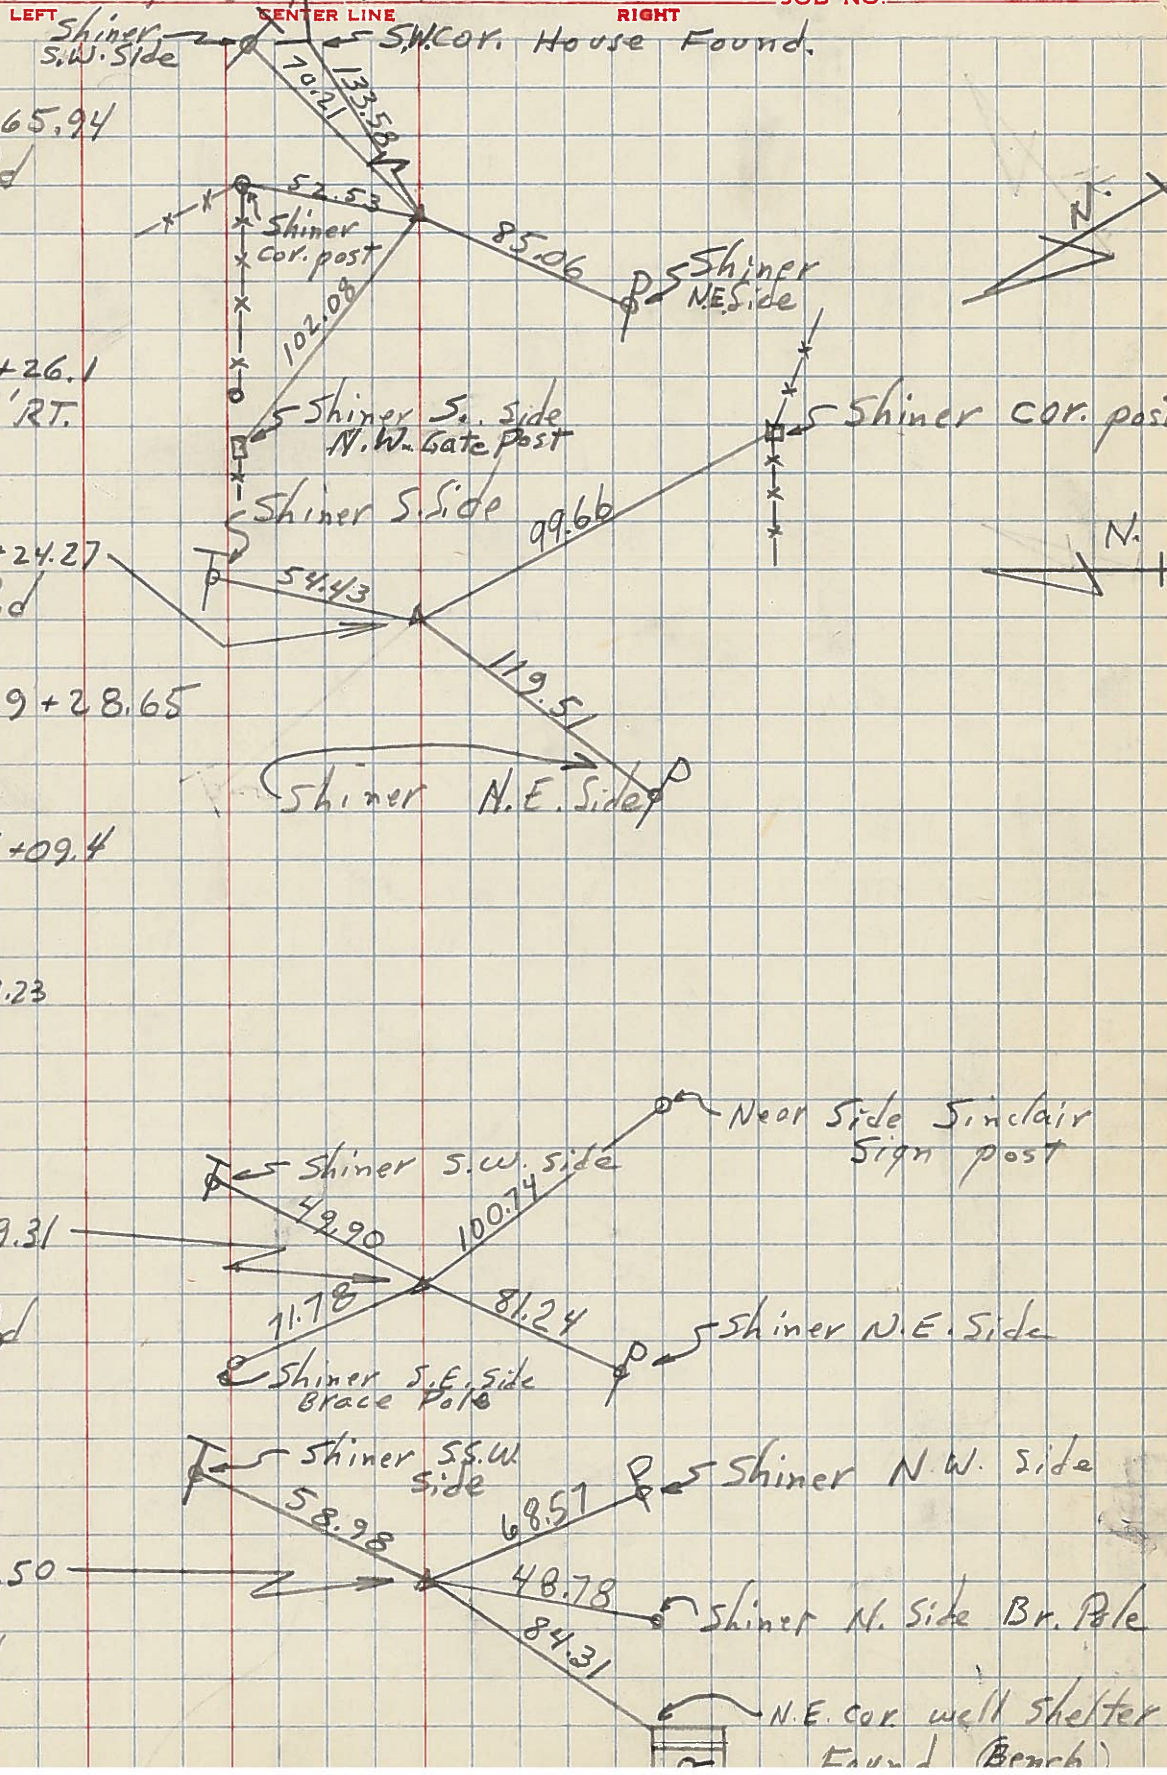 LEFT CENTER LINE RIGHT JOB NO.
Shiner
S.W. Side
S.W. Cor. House Found.
70.21
133.58
65.94
52.53
Shiner
cor. post
85.06
Shiner
N.E. Side
N.
102.08
+26.1
' RT.
Shiner S. Side
N.W. Gate Post
Shiner cor. pos
Shiner S. Side
99.66
24.27
54.43
N.
119.51
9+28.65
Shiner N.E. Side
+09.4
.23
Near Side Sinclair
Sign post
Shiner S.W. Side
49.90
100.74
9.31
71.78
81.24
Shiner N.E. Side
Shiner S.E. Side
Brace Pole
Shiner S.S.W.
Side
Shiner N.W. Side
58.98
68.57
.50
48.78
Shiner N. Side Br. Pole
84.31
N.E. Cor. well Shelter
Found (Bench)